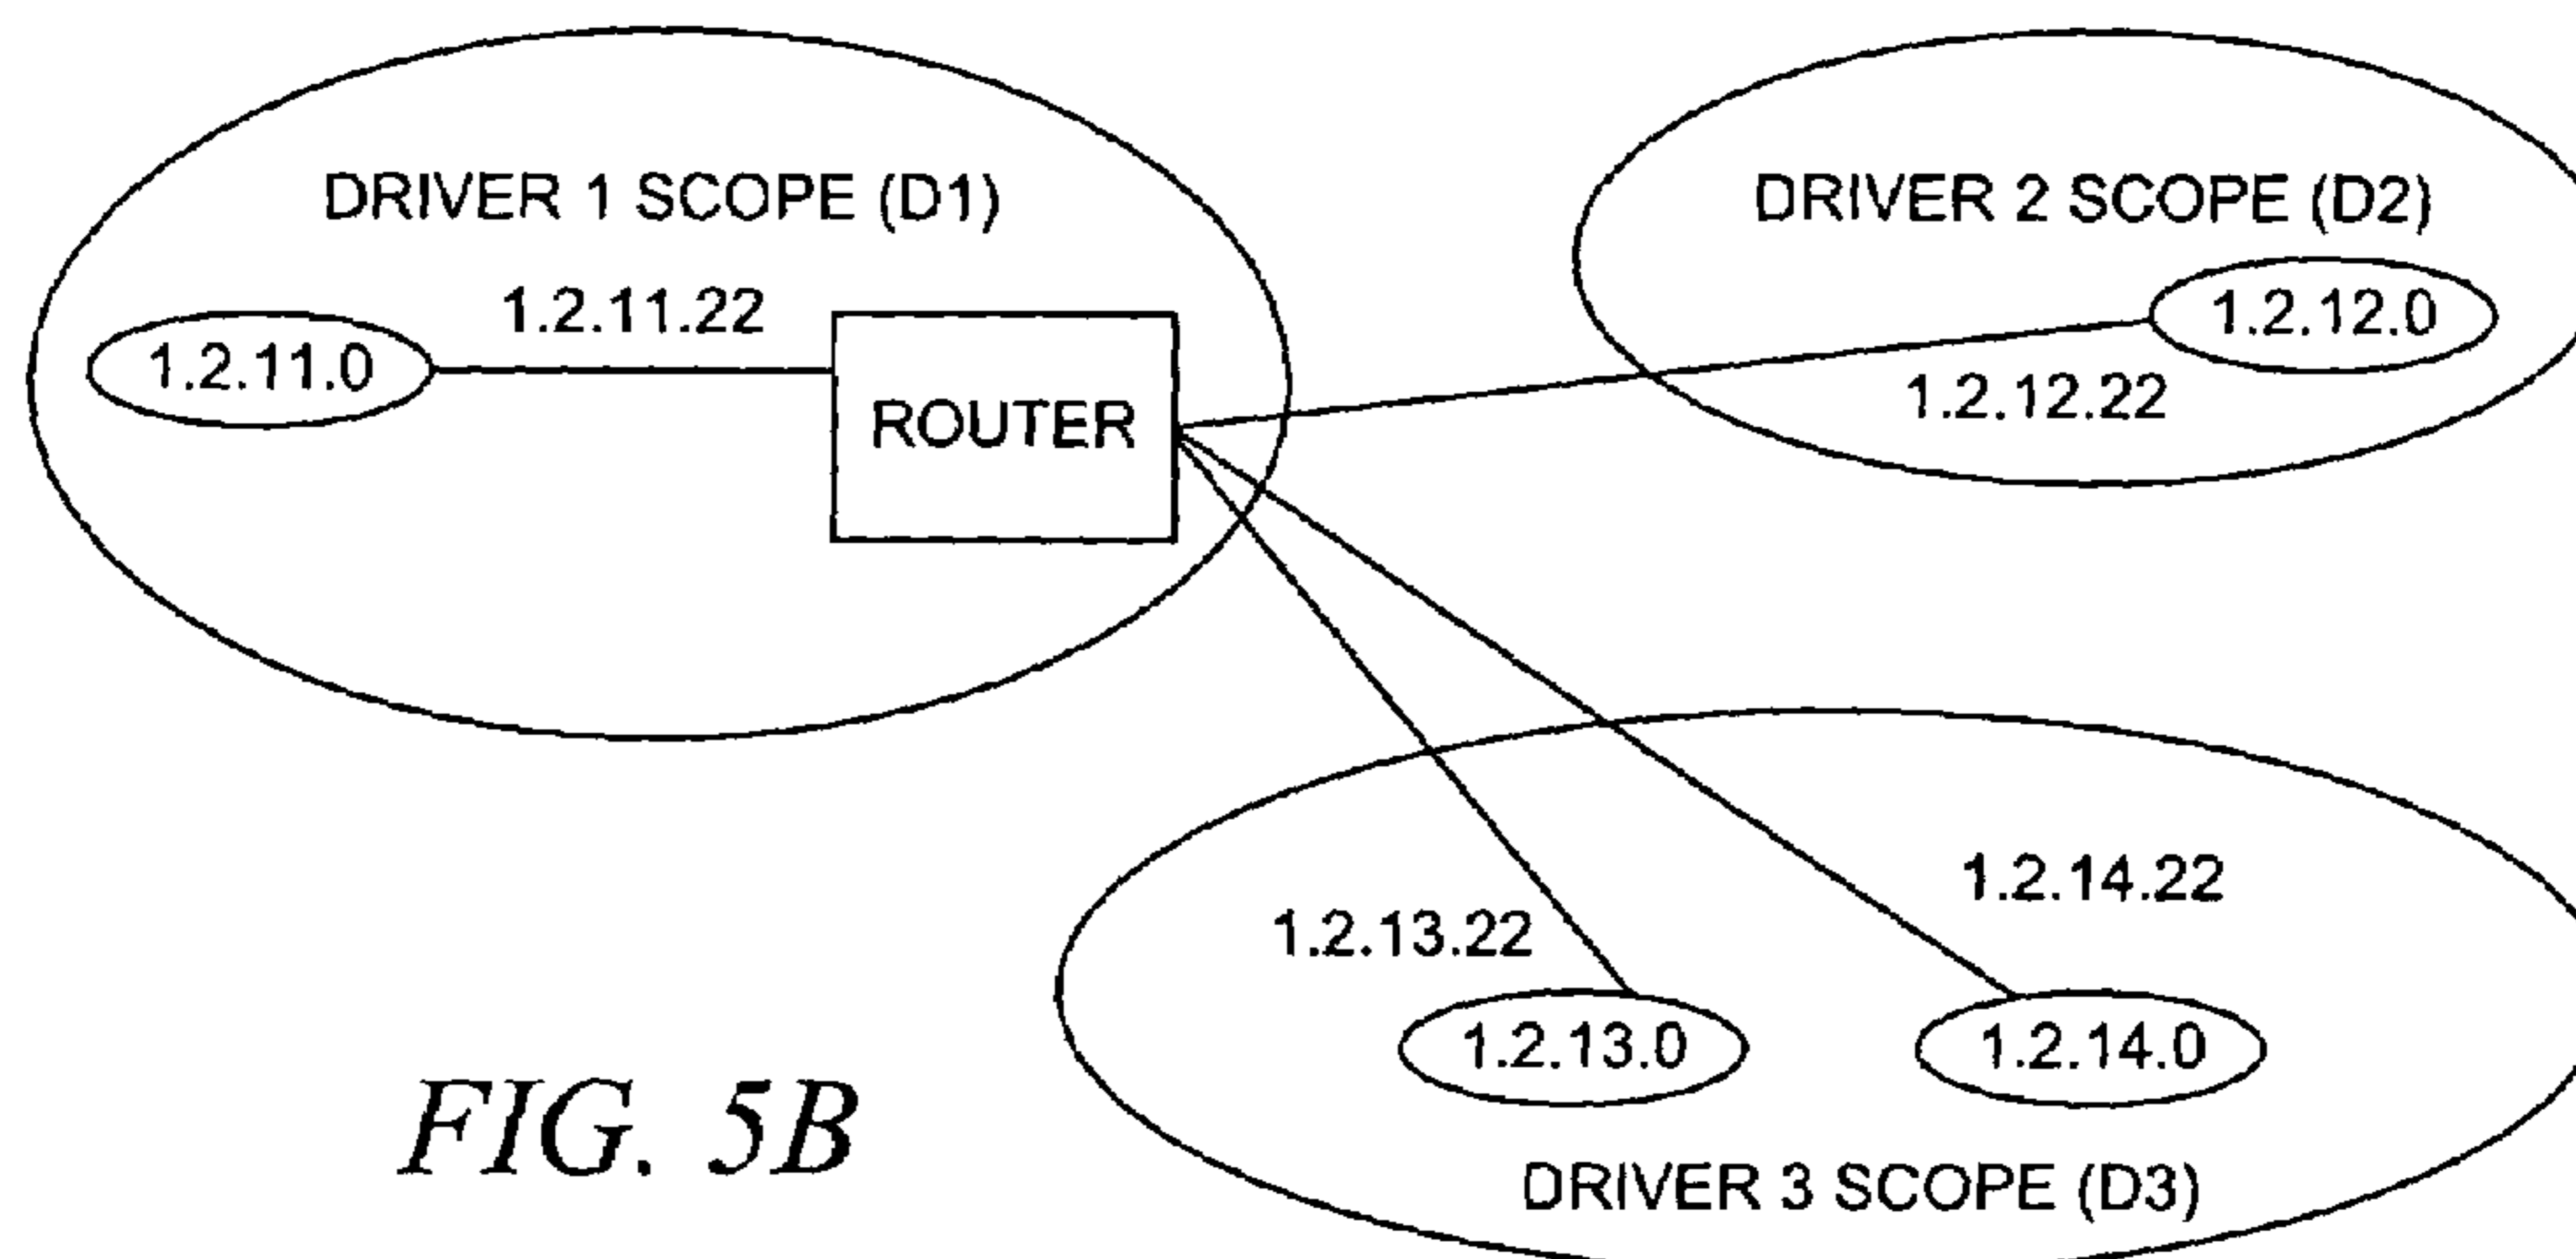 DRIVER 1 SCOPE (D1)
1.2.11.22
1.2.11.0
ROUTER
DRIVER 2 SCOPE (D2)
1.2.12.0
1.2.12.22
1.2.14.22
1.2.13.22
1.2.13.0
1.2.14.0
DRIVER 3 SCOPE (D3)
FIG. 5B